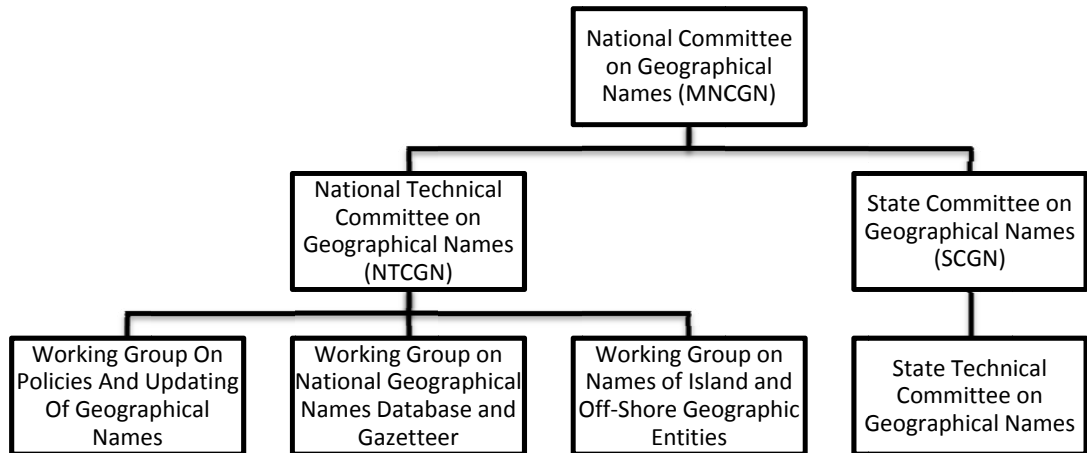 National Committee
on Geographical
Names (MNCGN)
National Technical
Committee on
Geographical Names
(NTCGN)
State Committee on
Geographical Names
(SCGN)
Working Group On
Policies And Updating
Of Geographical
Names
Working Group on
National Geographical
Names Database and
Gazetteer
Working Group on
Names of Island and
Off-Shore Geographic
Entities
State Technical
Committee on
Geographical Names